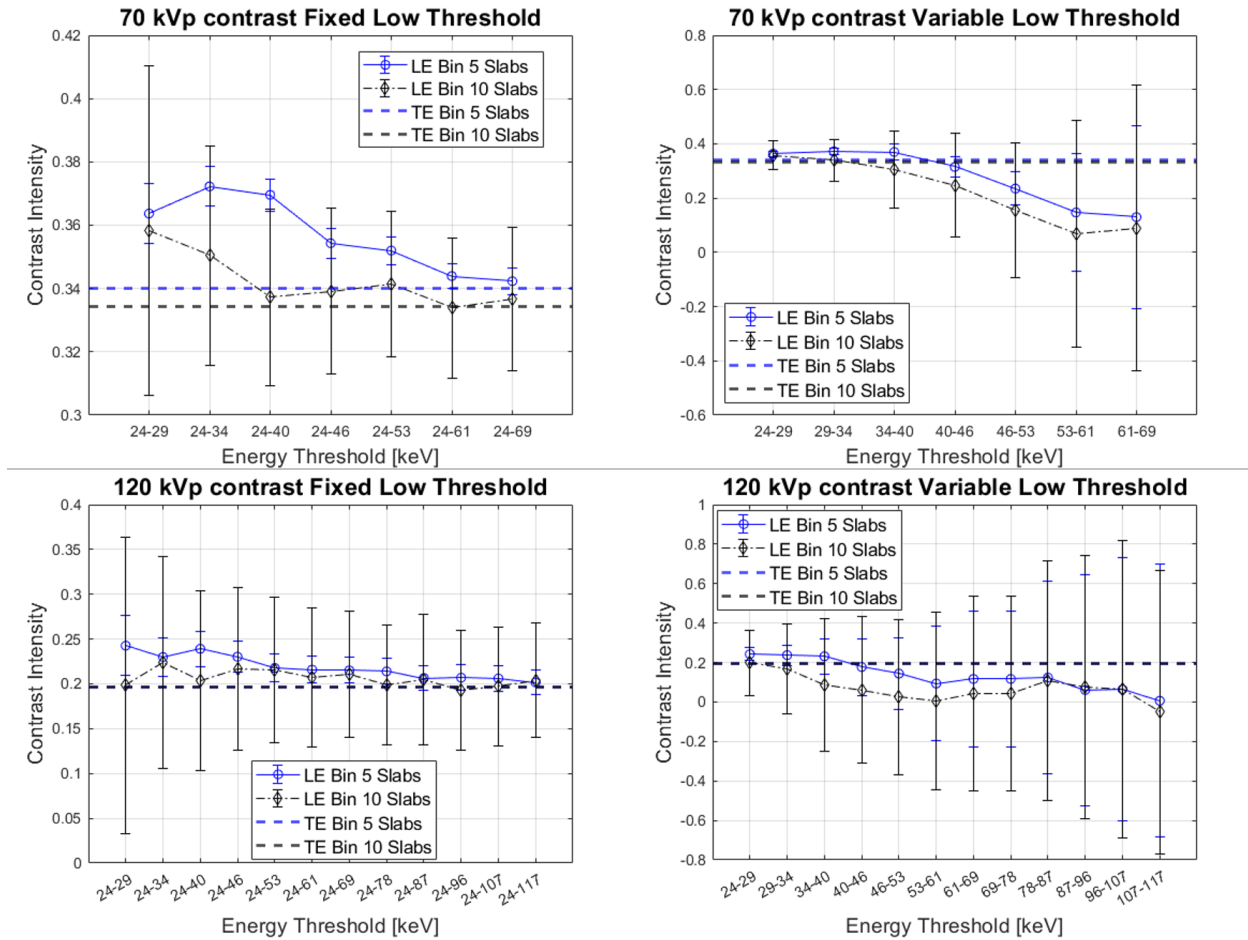 70 kVp contrast Fixed Low Threshold
0.42
0.4
0.38
0.36
0.34
0.32
0.3
Contrast Intensity
LE Bin 5 Slabs
LE Bin 10 Slabs
TE Bin 5 Slabs
TE Bin 10 Slabs
24-29 24-34 24-40 24-46 24-53 24-61 24-69
Energy Threshold [keV]
70 kVp contrast Variable Low Threshold
0.8
0.6
0.4
0.2
0
-0.2
-0.4
-0.6
Contrast Intensity
LE Bin 5 Slabs
LE Bin 10 Slabs
TE Bin 5 Slabs
TE Bin 10 Slabs
24-29 29-34 34-40 40-46 46-53 53-61 61-69
Energy Threshold [keV]
120 kVp contrast Fixed Low Threshold
0.4
0.35
0.3
0.25
0.2
0.15
0.1
0.05
0
Contrast Intensity
LE Bin 5 Slabs
LE Bin 10 Slabs
TE Bin 5 Slabs
TE Bin 10 Slabs
24-29 24-34 24-40 24-46 24-53 24-61 24-69 24-78 24-87 24-96 24-107 24-117
Energy Threshold [keV]
120 kVp contrast Variable Low Threshold
1
0.8
0.6
0.4
0.2
0
-0.2
-0.4
-0.6
-0.8
Contrast Intensity
LE Bin 5 Slabs
LE Bin 10 Slabs
TE Bin 5 Slabs
TE Bin 10 Slabs
24-29 29-34 34-40 40-46 46-53 53-61 61-69 69-78 78-87 87-96 96-107 107-117
Energy Threshold [keV]